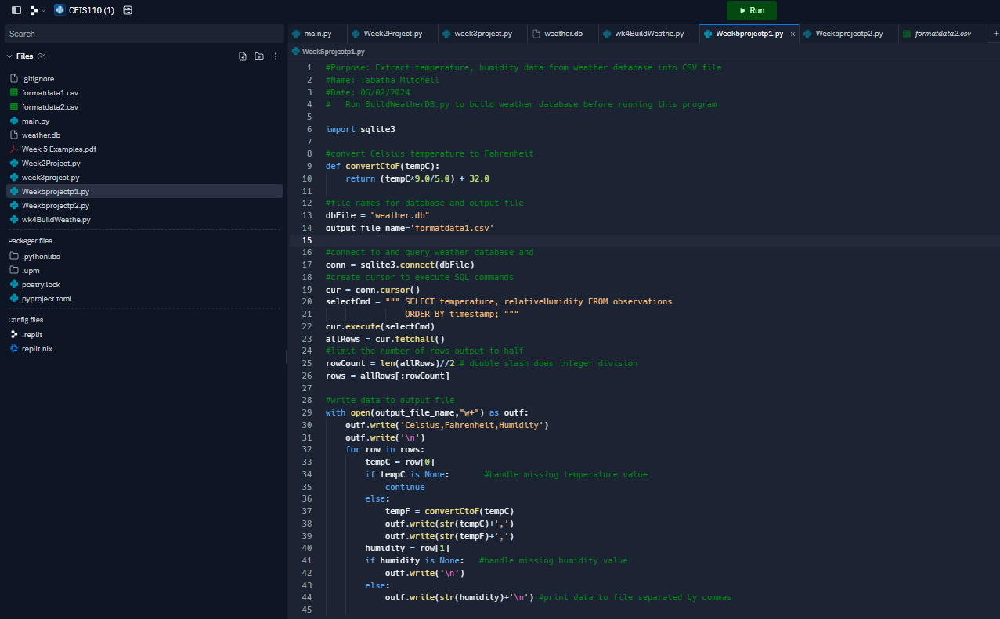 CEIS110 (1)
Run
Search
main.py
Week2Project.py
week3project.py
weather.db
wk4BuildWeathe.py
Week5projectp1.py ×
Week5projectp2.py
formatdata2.csv
+
Files
Week5projectp1.py
.gitignore
formatdata1.csv
formatdata2.csv
main.py
weather.db
Week 5 Examples.pdf
Week2Project.py
week3project.py
Week5projectp1.py
Week5projectp2.py
wk4BuildWeathe.py
Packager files
.pythonlibs
.upm
poetry.lock
pyproject.toml
Config files
.replit
replit.nix
1 #Purpose: Extract temperature, humidity data from weather database into CSV file
2 #Name: Tabatha Mitchell
3 #Date: 06/02/2024
4 #   Run BuildWeatherDB.py to build weather database before running this program
5
6 import sqlite3
7
8 #convert Celsius temperature to Fahrenheit
9 def convertCtoF(tempC):
10     return (tempC*9.0/5.0) + 32.0
11
12 #file names for database and output file
13 dbFile = "weather.db"
14 output_file_name='formatdata1.csv'
15
16 #connect to and query weather database and
17 conn = sqlite3.connect(dbFile)
18 #create cursor to execute SQL commands
19 cur = conn.cursor()
20 selectCmd = """ SELECT temperature, relativeHumidity FROM observations
21                 ORDER BY timestamp; """
22 cur.execute(selectCmd)
23 allRows = cur.fetchall()
24 #limit the number of rows output to half
25 rowCount = len(allRows)//2 # double slash does integer division
26 rows = allRows[:rowCount]
27
28 #write data to output file
29 with open(output_file_name,"w+") as outf:
30     outf.write('Celsius,Fahrenheit,Humidity')
31     outf.write('\n')
32     for row in rows:
33         tempC = row[0]
34         if tempC is None:       #handle missing temperature value
35             continue
36         else:
37             tempF = convertCtoF(tempC)
38             outf.write(str(tempC)+',')
39             outf.write(str(tempF)+',')
40         humidity = row[1]
41         if humidity is None:   #handle missing humidity value
42             outf.write('\n')
43         else:
44             outf.write(str(humidity)+'\n') #print data to file separated by commas
45